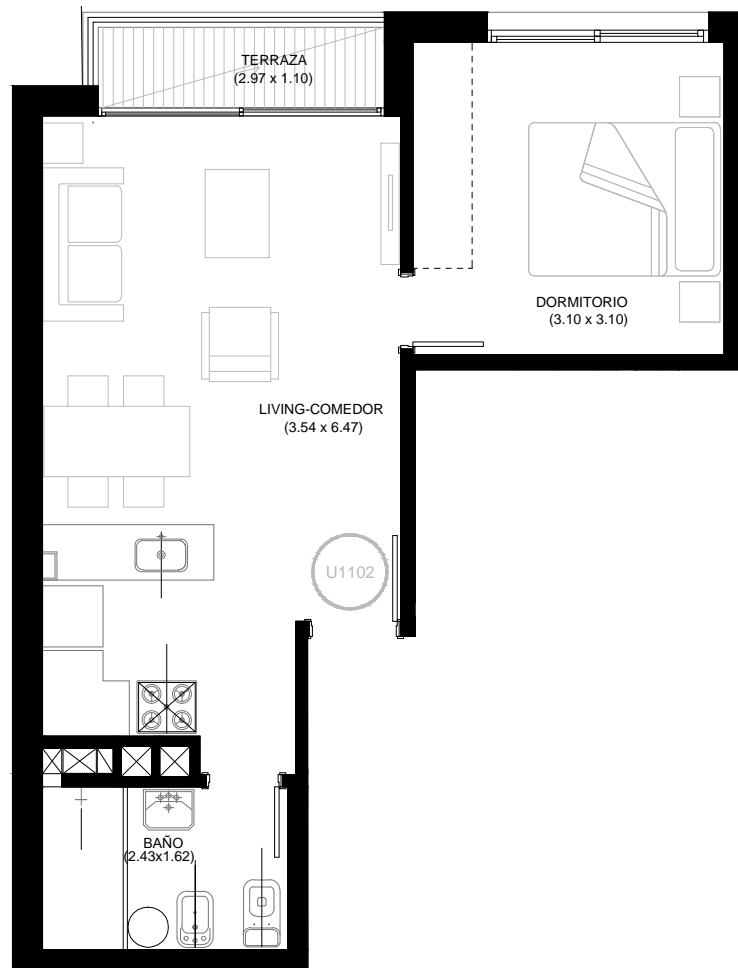 TERRAZA
(2.97 x 1.10)
DORMITORIO
(3.10 x 3.10)
LIVING-COMEDOR
(3.54 x 6.47)
U1102
BAÑO
(2.43x1.62)